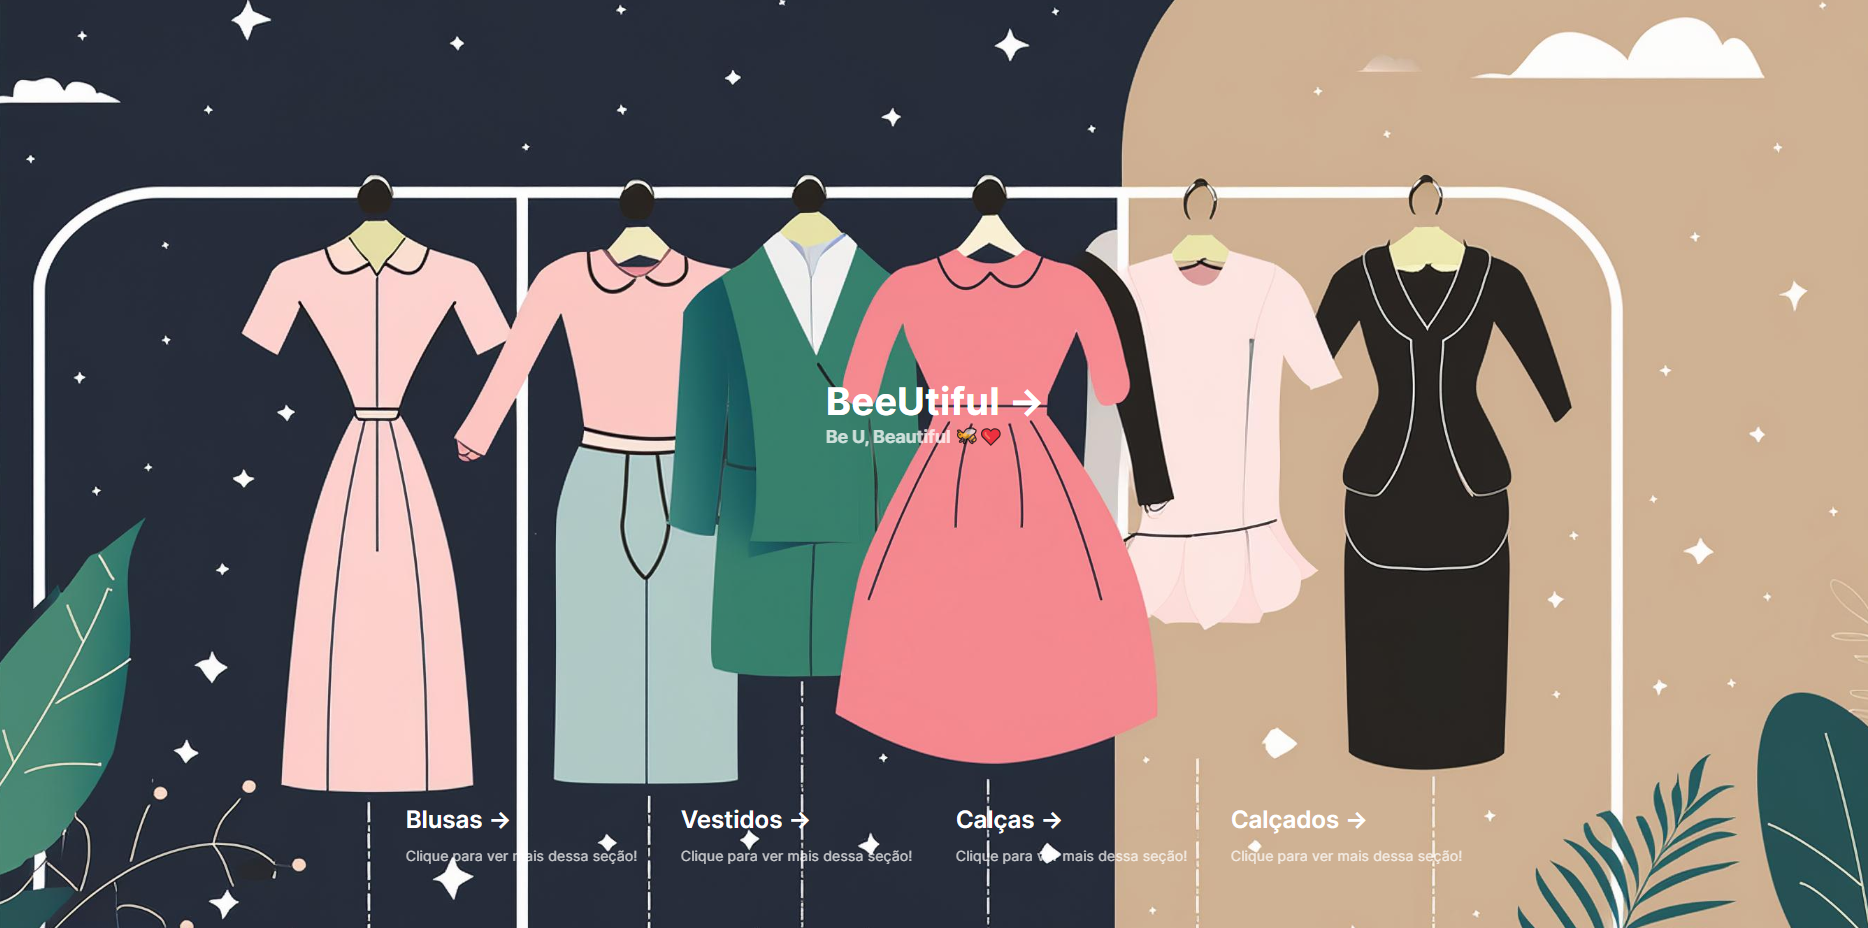 BeeUtiful →
Be U, Beautiful 🐝❤️
Blusas →
Clique para ver mais dessa seção!
Vestidos →
Clique para ver mais dessa seção!
Calças →
Clique para ver mais dessa seção!
Calçados →
Clique para ver mais dessa seção!